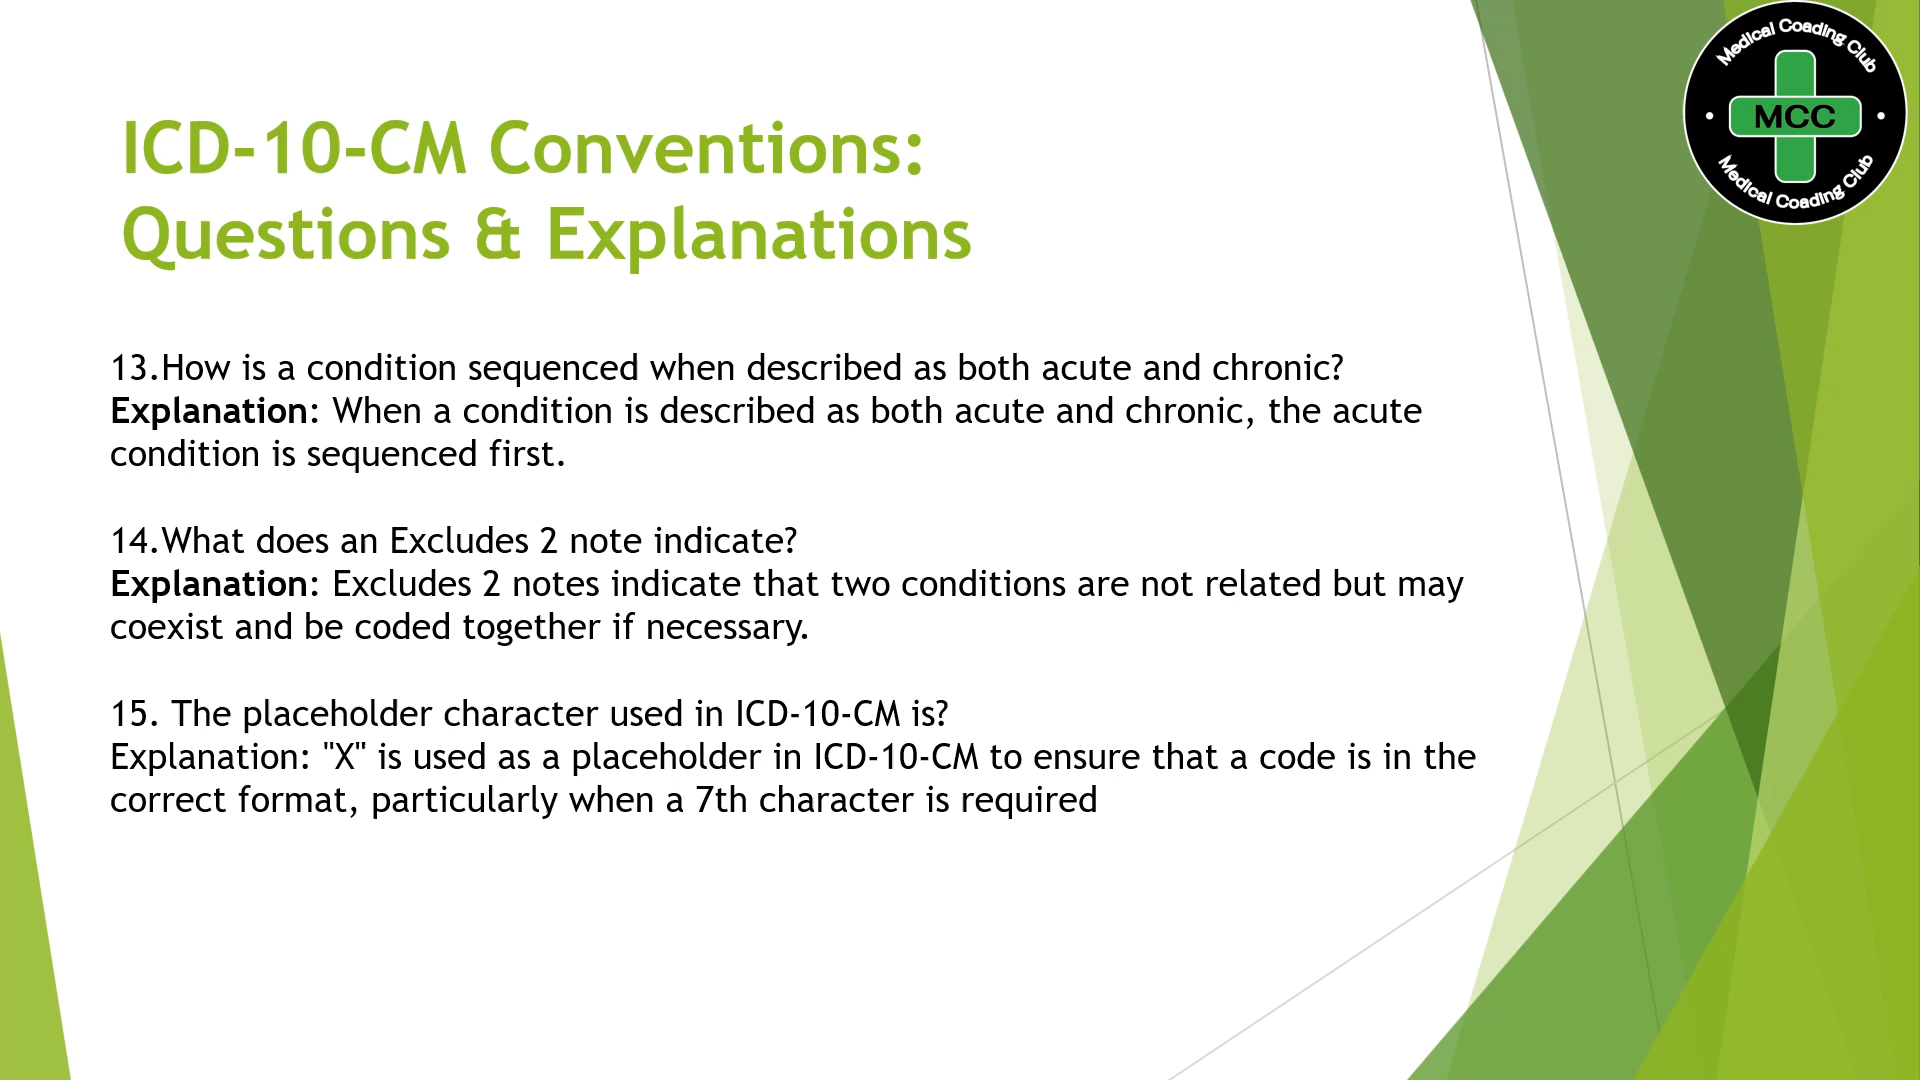 Medical Coading Club
MCC
Medical Coading Club
ICD-10-CM Conventions:
Questions & Explanations
13.How is a condition sequenced when described as both acute and chronic?
Explanation: When a condition is described as both acute and chronic, the acute
condition is sequenced first.
14.What does an Excludes 2 note indicate?
Explanation: Excludes 2 notes indicate that two conditions are not related but may
coexist and be coded together if necessary.
15. The placeholder character used in ICD-10-CM is?
Explanation: "X" is used as a placeholder in ICD-10-CM to ensure that a code is in the
correct format, particularly when a 7th character is required